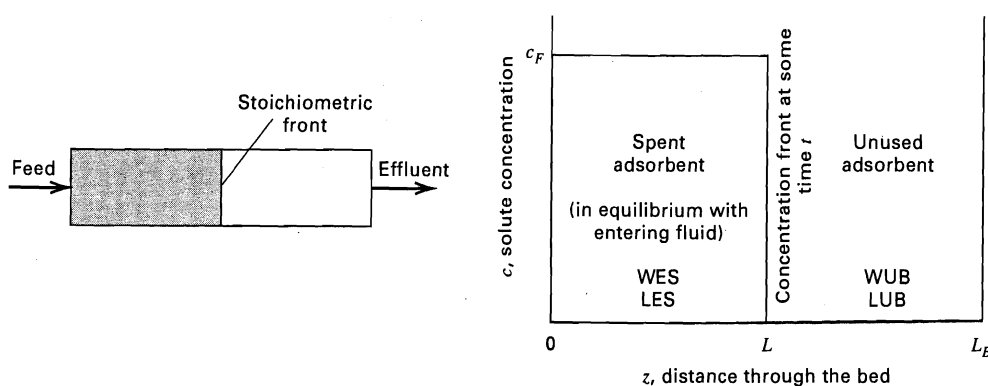 Stoichiometric
front
Feed
Effluent
c, solute concentration
c_F
Spent
adsorbent
(in equilibrium with
entering fluid)
WES
LES
Concentration front at some
time t
Unused
adsorbent
WUB
LUB
0
L
L_B
z, distance through the bed